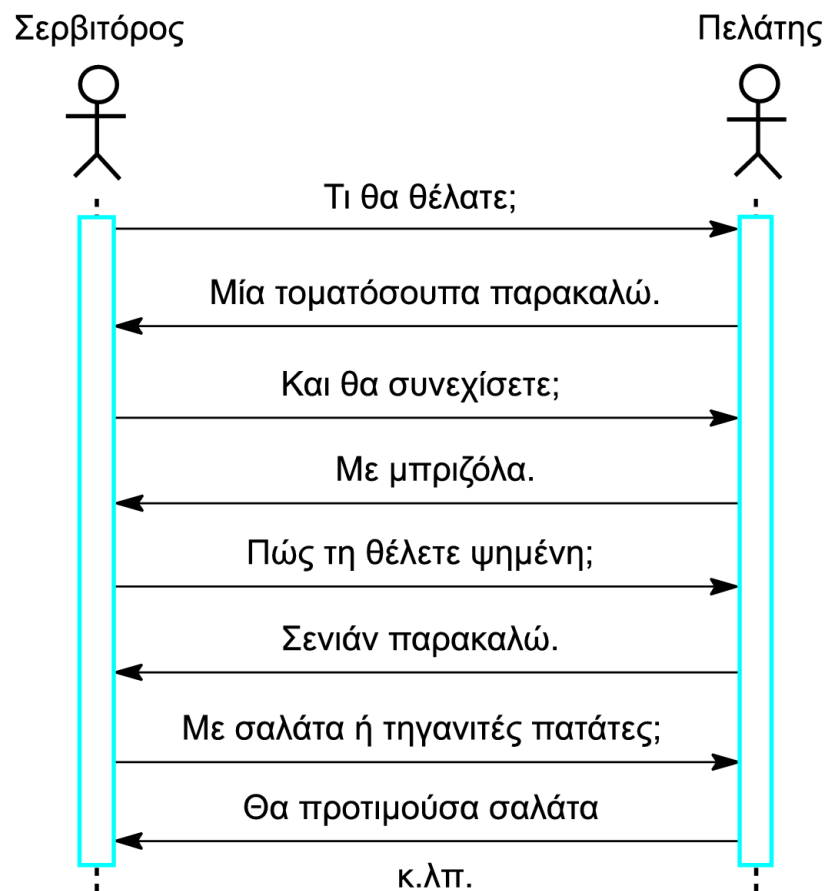 Σερβιτόρος
Πελάτης
Τι θα θέλατε;
Μία τοματόσουπα παρακαλώ.
Και θα συνεχίσετε;
Με μπριζόλα.
Πώς τη θέλετε ψημένη;
Σενιάν παρακαλώ.
Με σαλάτα ή τηγανιτές πατάτες;
Θα προτιμούσα σαλάτα
κ.λπ.